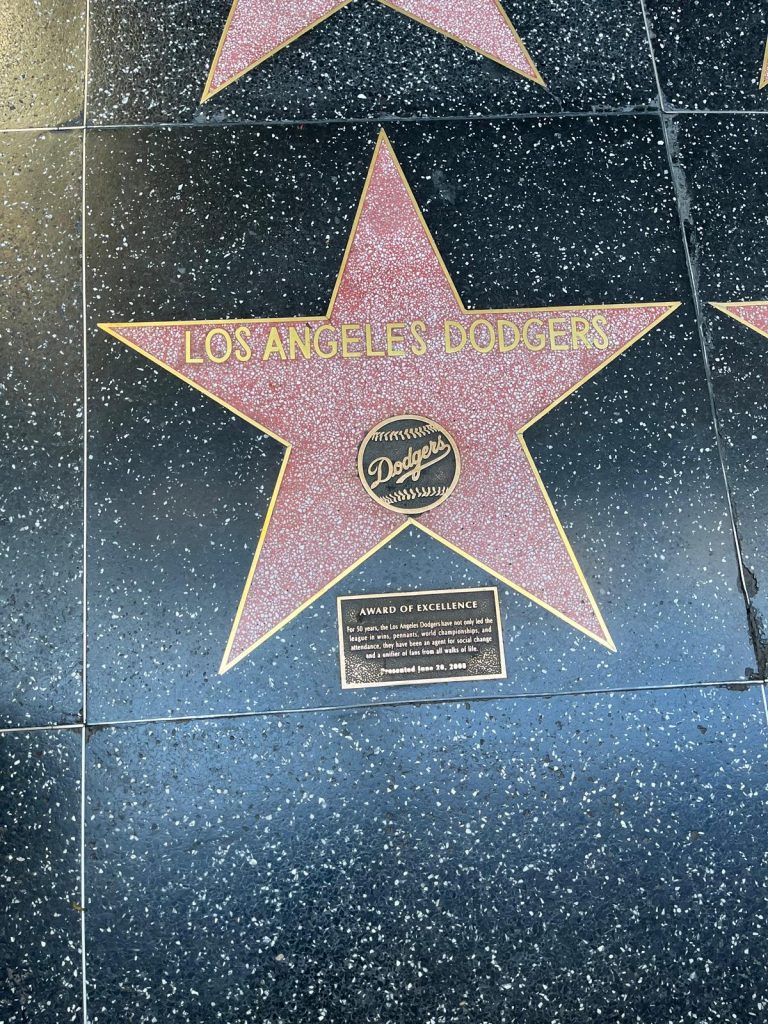 LOS ANGELES DODGERS
Dodgers
AWARD OF EXCELLENCE
For 50 years, the Los Angeles Dodgers have not only led the
league in wins, pennants, world championships, and
attendance, they have been an agent for social change
and a unifier of fans from all walks of life.
Presented June 20, 2008